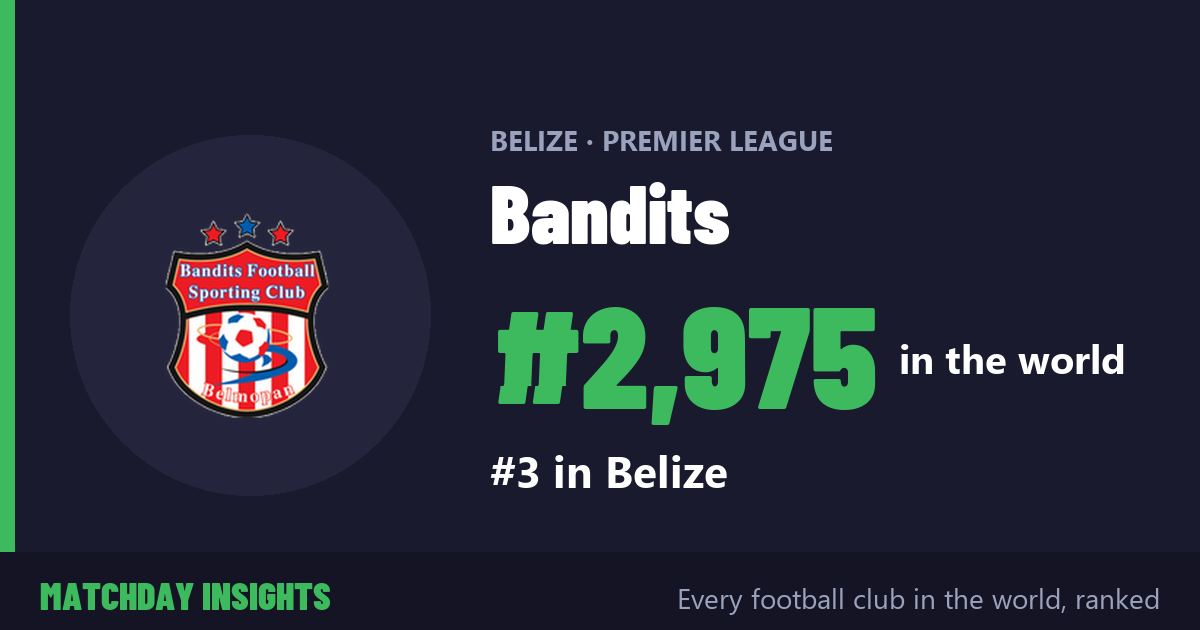 BELIZE · PREMIER LEAGUE
Bandits
Bandits Football
Sporting Club
Belmopan
#2,975 in the world
#3 in Belize
MATCHDAY INSIGHTS
Every football club in the world, ranked